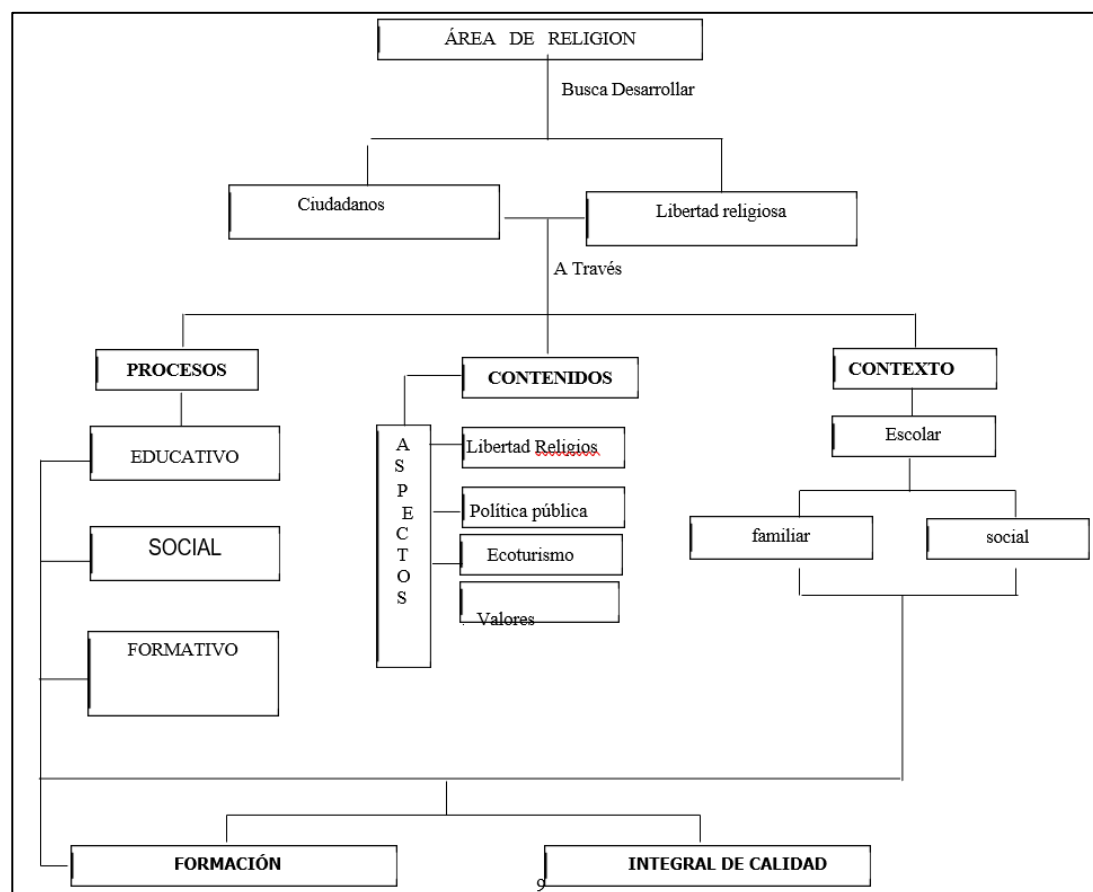 ÁREA DE RELIGION
Busca Desarrollar
Ciudadanos
Libertad religiosa
A Través
PROCESOS
CONTENIDOS
CONTEXTO
EDUCATIVO
SOCIAL
FORMATIVO
ASPECTOS
Libertad Religios
Política pública
Ecoturismo
. Valores
Escolar
familiar
social
FORMACIÓN
INTEGRAL DE CALIDAD
9